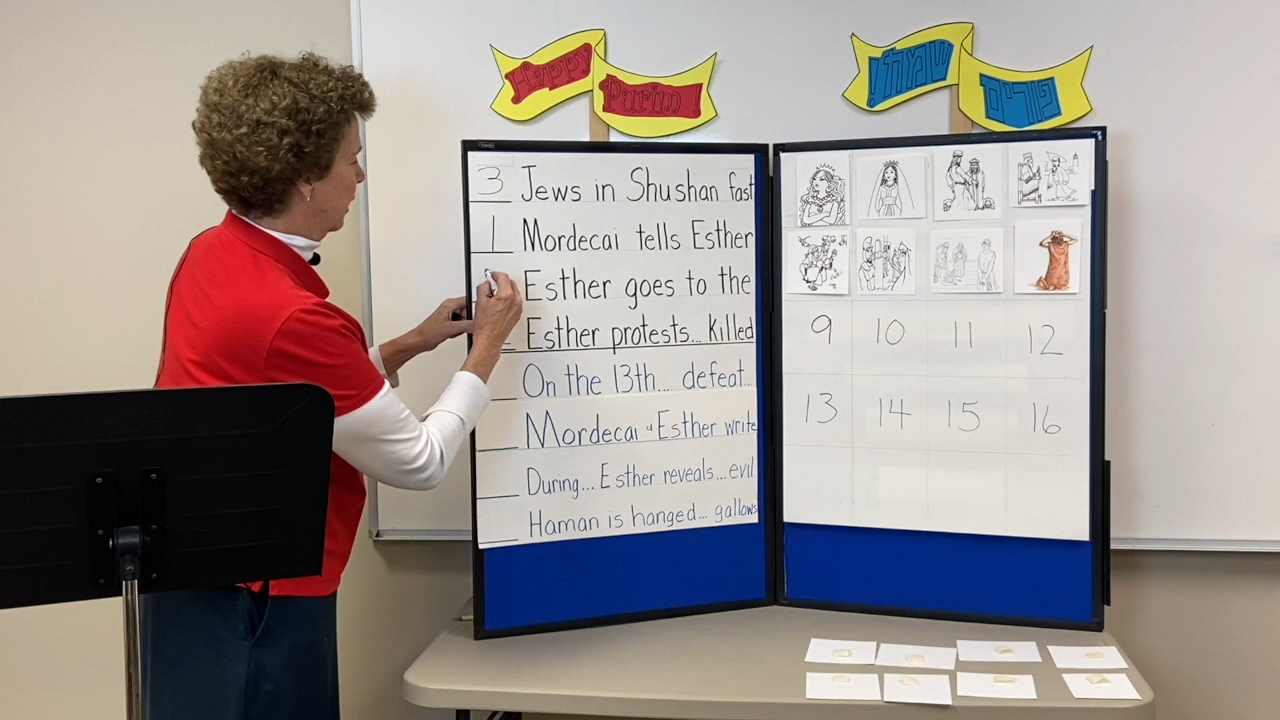 Happy
Purim!
שמח!
פורים
3 Jews in Shushan fast
1 Mordecai tells Esther
Esther goes to the
Esther protests... killed
On the 13th... defeat...
Mordecai & Esther write
During... Esther reveals... evil
Haman is hanged... gallows
9 10 11 12
13 14 15 16